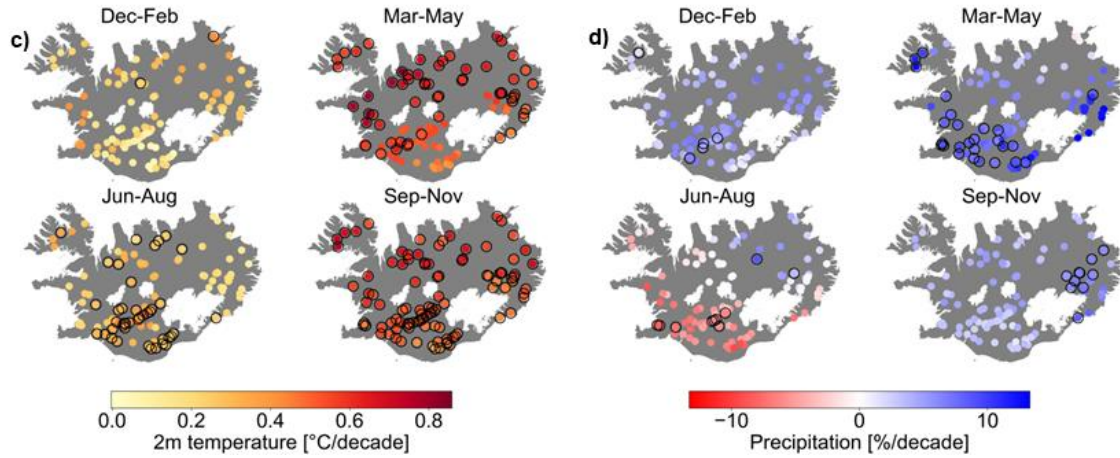 c)
Dec-Feb
Mar-May
Jun-Aug
Sep-Nov
0.0 0.2 0.4 0.6 0.8
2m temperature [°C/decade]
d)
Dec-Feb
Mar-May
Jun-Aug
Sep-Nov
−10 0 10
Precipitation [%/decade]